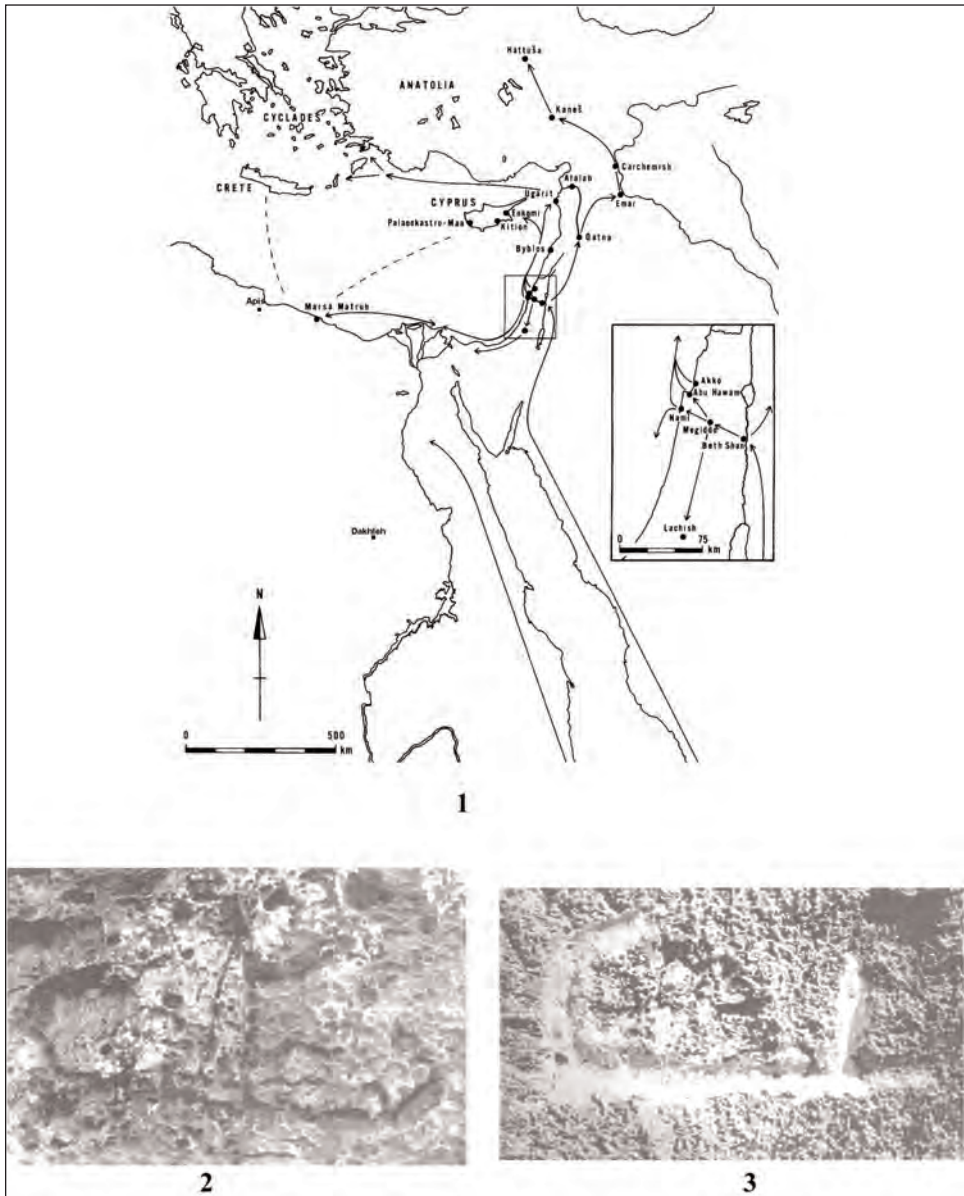 Hattuša
ANATOLIA
Kaneš
CYCLADES
Carchemish
CRETE
CYPRUS
Ugarit
Alalah
Emar
Enkomi
Palaeokastro-Maa
Kition
Qatna
Byblos
Apis
Marsa Matruh
Akko
Abu Hawam
Nami
Megiddo
Beth Shan
Lachish
0 75
km
Dakhleh
N
0 500
km
1
2
3